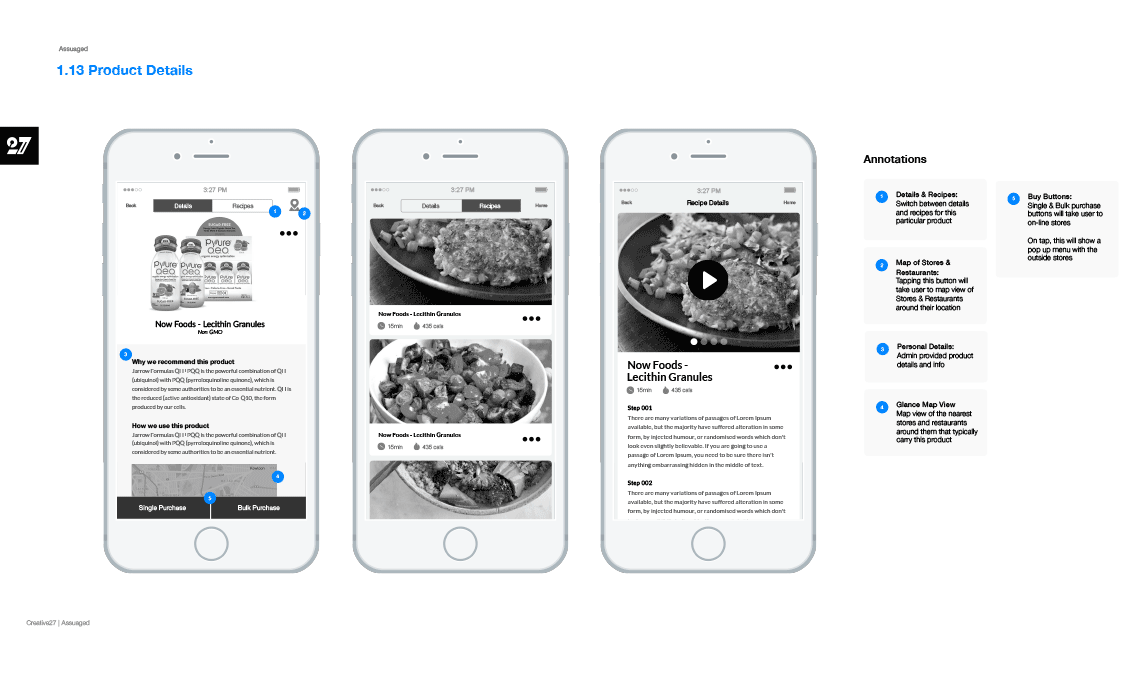 Assuaged
1.13 Product Details
27
3:27 PM
Back
Details
Recipes
1
2
PyURE
Now Foods - Lecithin Granules
Non GMO
3
Why we recommend this product
Jarrow Formulas PQQ is the powerful combination of
(ubiquinol) with PQQ (pyrroloquinoline quinone), which is
considered by some authorities to be an essential nutrient. is
the reduced (active antioxidant) state of Co Q10, the form
produced by our cells.
How we use this product
Jarrow Formulas PQQ is the powerful combination of
(ubiquinol) with PQQ (pyrroloquinoline quinone), which is
considered by some authorities to be an essential nutrient.
4
5
Single Purchase
Bulk Purchase
3:27 PM
Back
Details
Recipes
Home
Now Foods - Lecithin Granules
15min
435 cals
Now Foods - Lecithin Granules
15min
435 cals
3:27 PM
Back
Recipe Details
Home
Now Foods -
Lecithin Granules
15min
435 cals
Step 001
There are many variations of passages of Lorem Ipsum
available, but the majority have suffered alteration in some
form, by injected humour, or randomised words which don't
look even slightly believable. If you are going to use a
passage of Lorem Ipsum, you need to be sure there isn't
anything embarrassing hidden in the middle of text.
Step 002
There are many variations of passages of Lorem Ipsum
available, but the majority have suffered alteration in some
form, by injected humour, or randomised words which don't
Annotations
1
Details & Recipes:
Switch between details
and recipes for this
particular product
2
Map of Stores &
Restaurants:
Tapping this button will
take user to map view of
Stores & Restaurants
around their location
3
Personal Details:
Admin provided product
details and info
4
Glance Map View
Map view of the nearest
stores and restaurants
around them that typically
carry this product
5
Buy Buttons:
Single & Bulk purchase
buttons will take user to
on-line stores
On tap, this will show a
pop up menu with the
outside stores
Creative27 | Assuaged